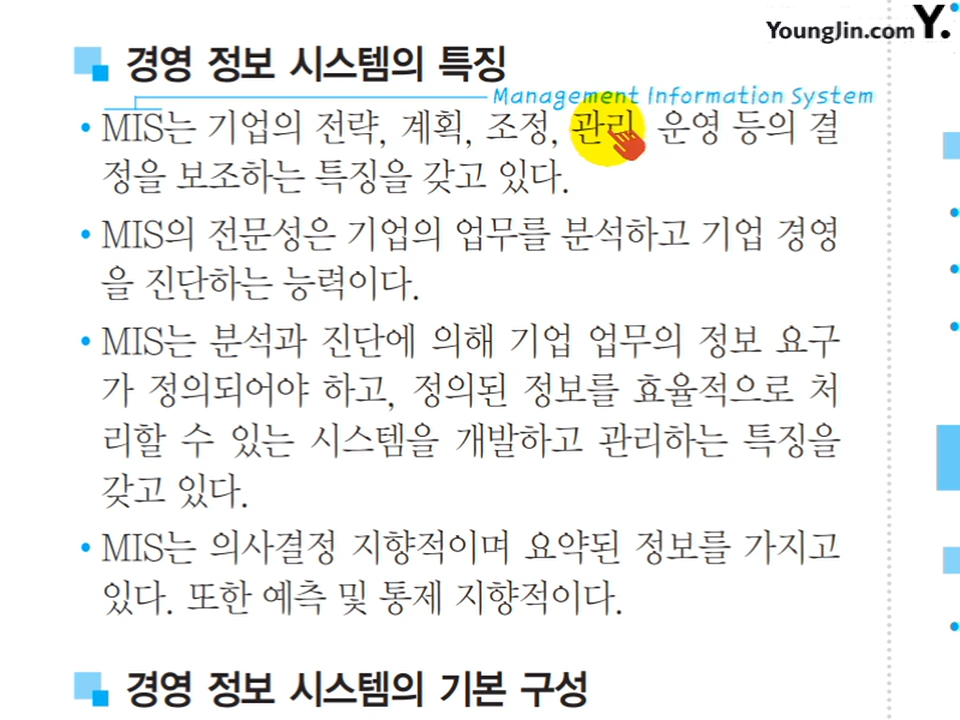 YoungJin.com Y.
경영 정보 시스템의 특징
Management Information System
• MIS는 기업의 전략, 계획, 조정, 관리 운영 등의 결
정을 보조하는 특징을 갖고 있다.
• MIS의 전문성은 기업의 업무를 분석하고 기업 경영
을 진단하는 능력이다.
• MIS는 분석과 진단에 의해 기업 업무의 정보 요구
가 정의되어야 하고, 정의된 정보를 효율적으로 처
리할 수 있는 시스템을 개발하고 관리하는 특징을
갖고 있다.
• MIS는 의사결정 지향적이며 요약된 정보를 가지고
있다. 또한 예측 및 통제 지향적이다.
경영 정보 시스템의 기본 구성